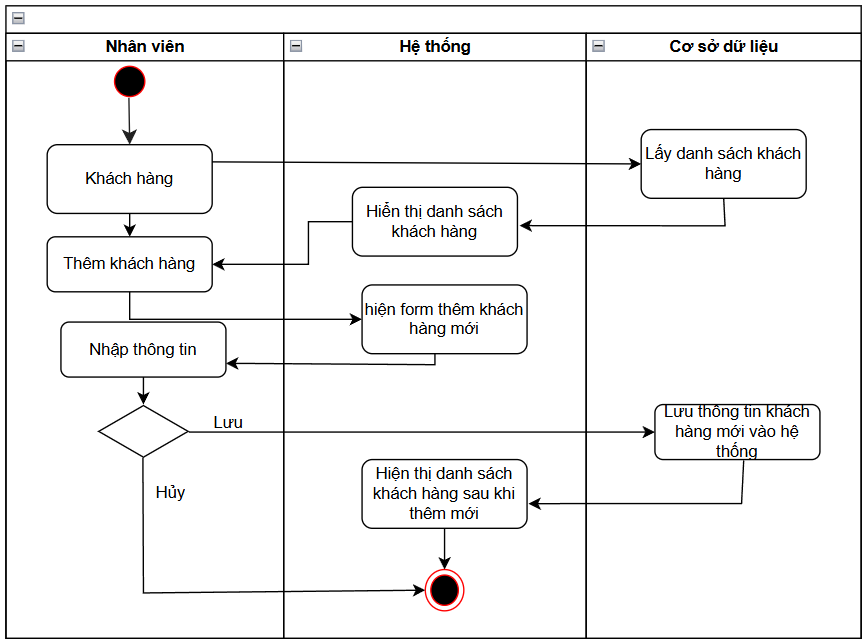 Nhân viên
Hệ thống
Cơ sở dữ liệu
Khách hàng
Lấy danh sách khách
hàng
Hiển thị danh sách
khách hàng
Thêm khách hàng
hiện form thêm khách
hàng mới
Nhập thông tin
Lưu
Lưu thông tin khách
hàng mới vào hệ
thống
Hủy
Hiện thị danh sách
khách hàng sau khi
thêm mới